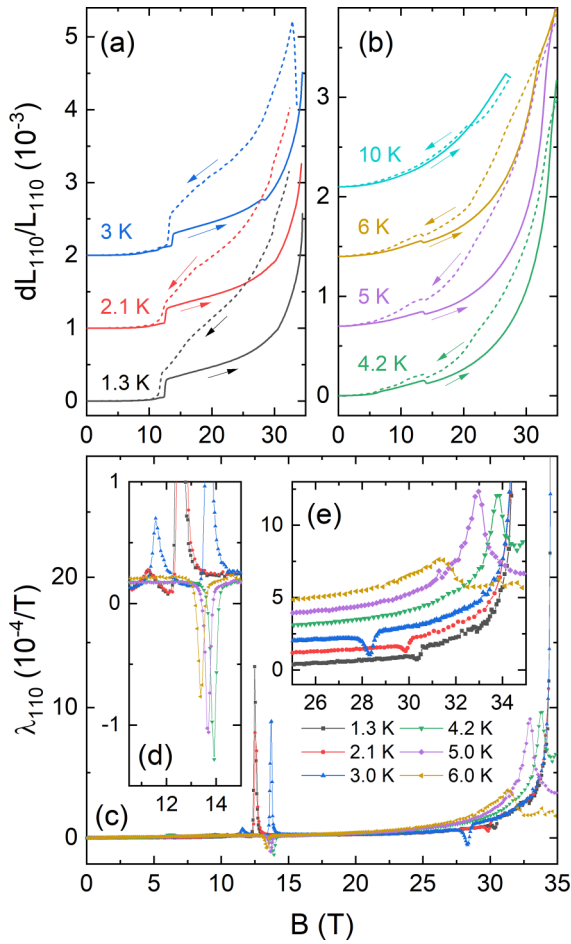 (a)
(b)
dL110/L110 (10-3)
5
4
3
2
1
0
3 K
2.1 K
1.3 K
0 10 20 30
3
2
1
0
10 K
6 K
5 K
4.2 K
0 10 20 30
λ110 (10-4/T)
20
10
0
(c)
0 5 10 15 20 25 30 35
B (T)
1
0
-1
(d)
12 14
(e)
10
5
0
26 28 30 32 34
1.3 K 4.2 K
2.1 K 5.0 K
3.0 K 6.0 K